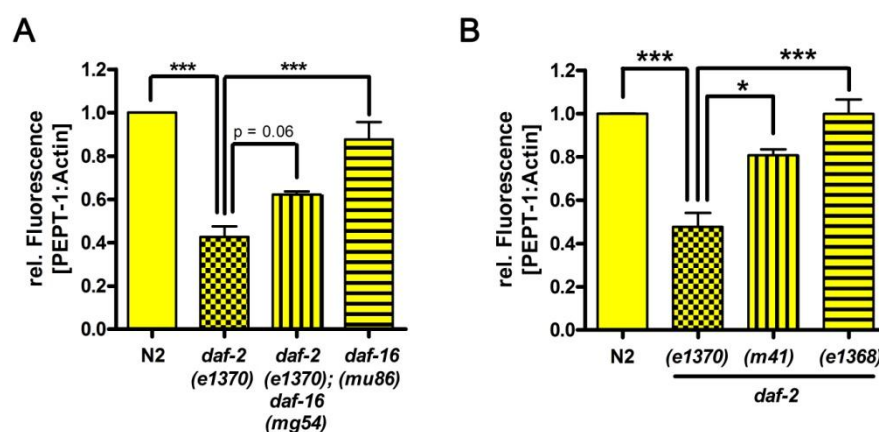 A
rel. Fluorescence
[PEPT-1:Actin]
1.2
1.0
0.8
0.6
0.4
0.2
0.0
***
***
p = 0.06
N2
daf-2
(e1370)
daf-2
(e1370);
daf-16
(mg54)
daf-16
(mu86)
B
rel. Fluorescence
[PEPT-1:Actin]
1.2
1.0
0.8
0.6
0.4
0.2
0.0
***
***
*
N2
(e1370)
(m41)
(e1368)
daf-2